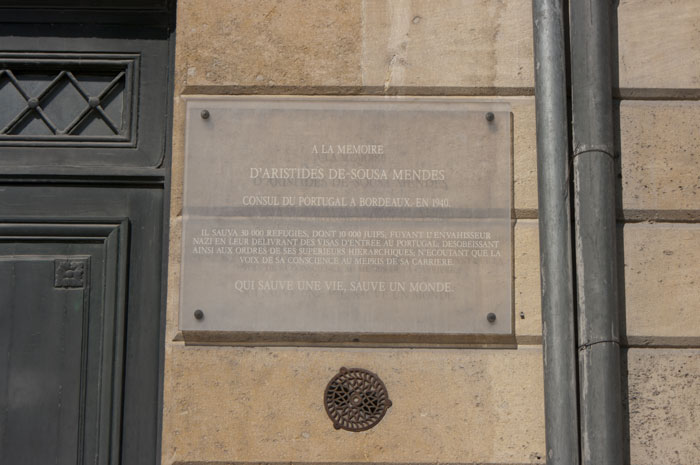 A LA MEMOIRE
D'ARISTIDES DE-SOUSA MENDES
CONSUL DU PORTUGAL A BORDEAUX, EN 1940.
IL SAUVA 30 000 REFUGIES, DONT 10 000 JUIFS, FUYANT L'ENVAHISSEUR
NAZI EN LEUR DELIVRANT DES VISAS D'ENTREE AU PORTUGAL; DESOBEISSANT
AINSI AUX ORDRES DE SES SUPERIEURS HIERARCHIQUES, N'ECOUTANT QUE LA
VOIX DE SA CONSCIENCE AU MEPRIS DE SA CARRIERE.
QUI SAUVE UNE VIE, SAUVE UN MONDE.